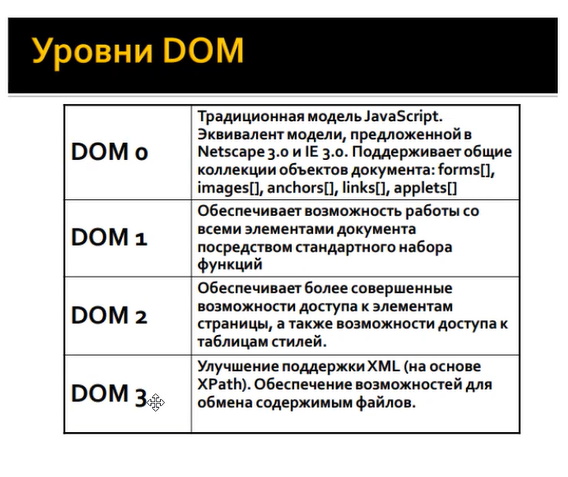 Уровни DOM
DOM 0
Традиционная модель JavaScript.
Эквивалент модели, предложенной в
Netscape 3.0 и IE 3.0. Поддерживает общие
коллекции объектов документа: forms[],
images[], anchors[], links[], applets[]
DOM 1
Обеспечивает возможность работы со
всеми элементами документа
посредством стандартного набора
функций
DOM 2
Обеспечивает более совершенные
возможности доступа к элементам
страницы, а также возможности доступа к
таблицам стилей.
DOM 3
Улучшение поддержки XML (на основе
XPath). Обеспечение возможностей для
обмена содержимым файлов.